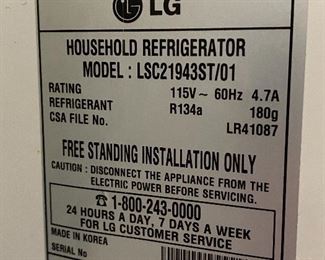 LG
HOUSEHOLD REFRIGERATOR
MODEL : LSC21943ST/01
RATING 115V~ 60Hz 4.7A
REFRIGERANT R134a 180g
CSA FILE No. LR41087
FREE STANDING INSTALLATION ONLY
CAUTION : DISCONNECT THE APPLIANCE FROM THE
ELECTRIC POWER BEFORE SERVICING.
☎ 1-800-243-0000
24 HOURS A DAY, 7 DAYS A WEEK
FOR LG CUSTOMER SERVICE
MADE IN KOREA
SERIAL No